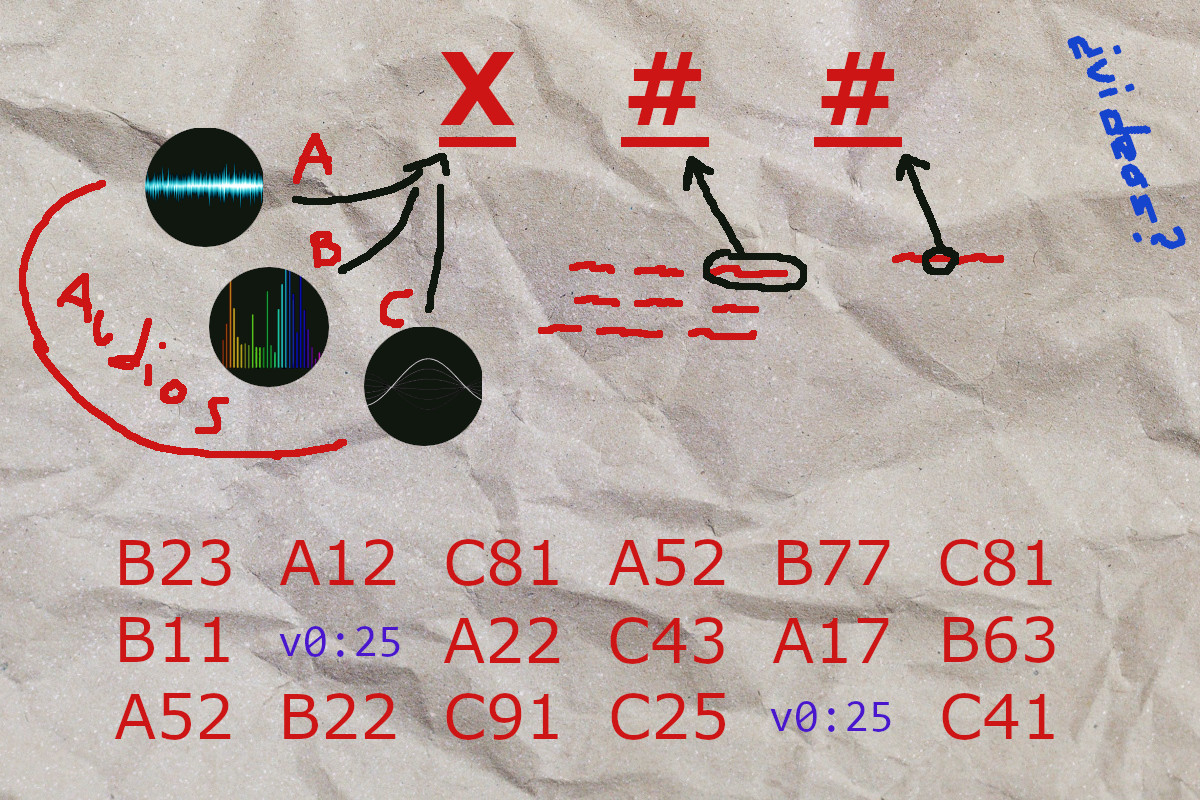 X # #
A
B
C
Audios
¿videos?
B23 A12 C81 A52 B77 C81
B11 v0:25 A22 C43 A17 B63
A52 B22 C91 C25 v0:25 C41